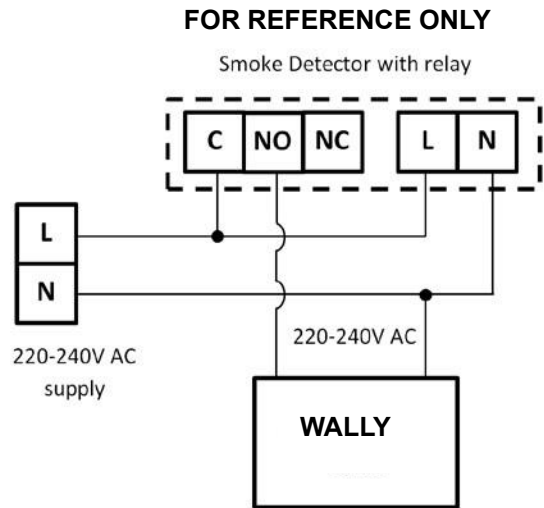 FOR REFERENCE ONLY
Smoke Detector with relay
C NO NC L N
L
N
220-240V AC
supply
220-240V AC
WALLY